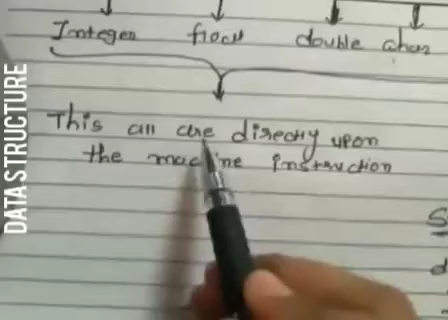 Integer float double char
This all are directly upon
the machine instruction
DATA STRUCTURE
S
d